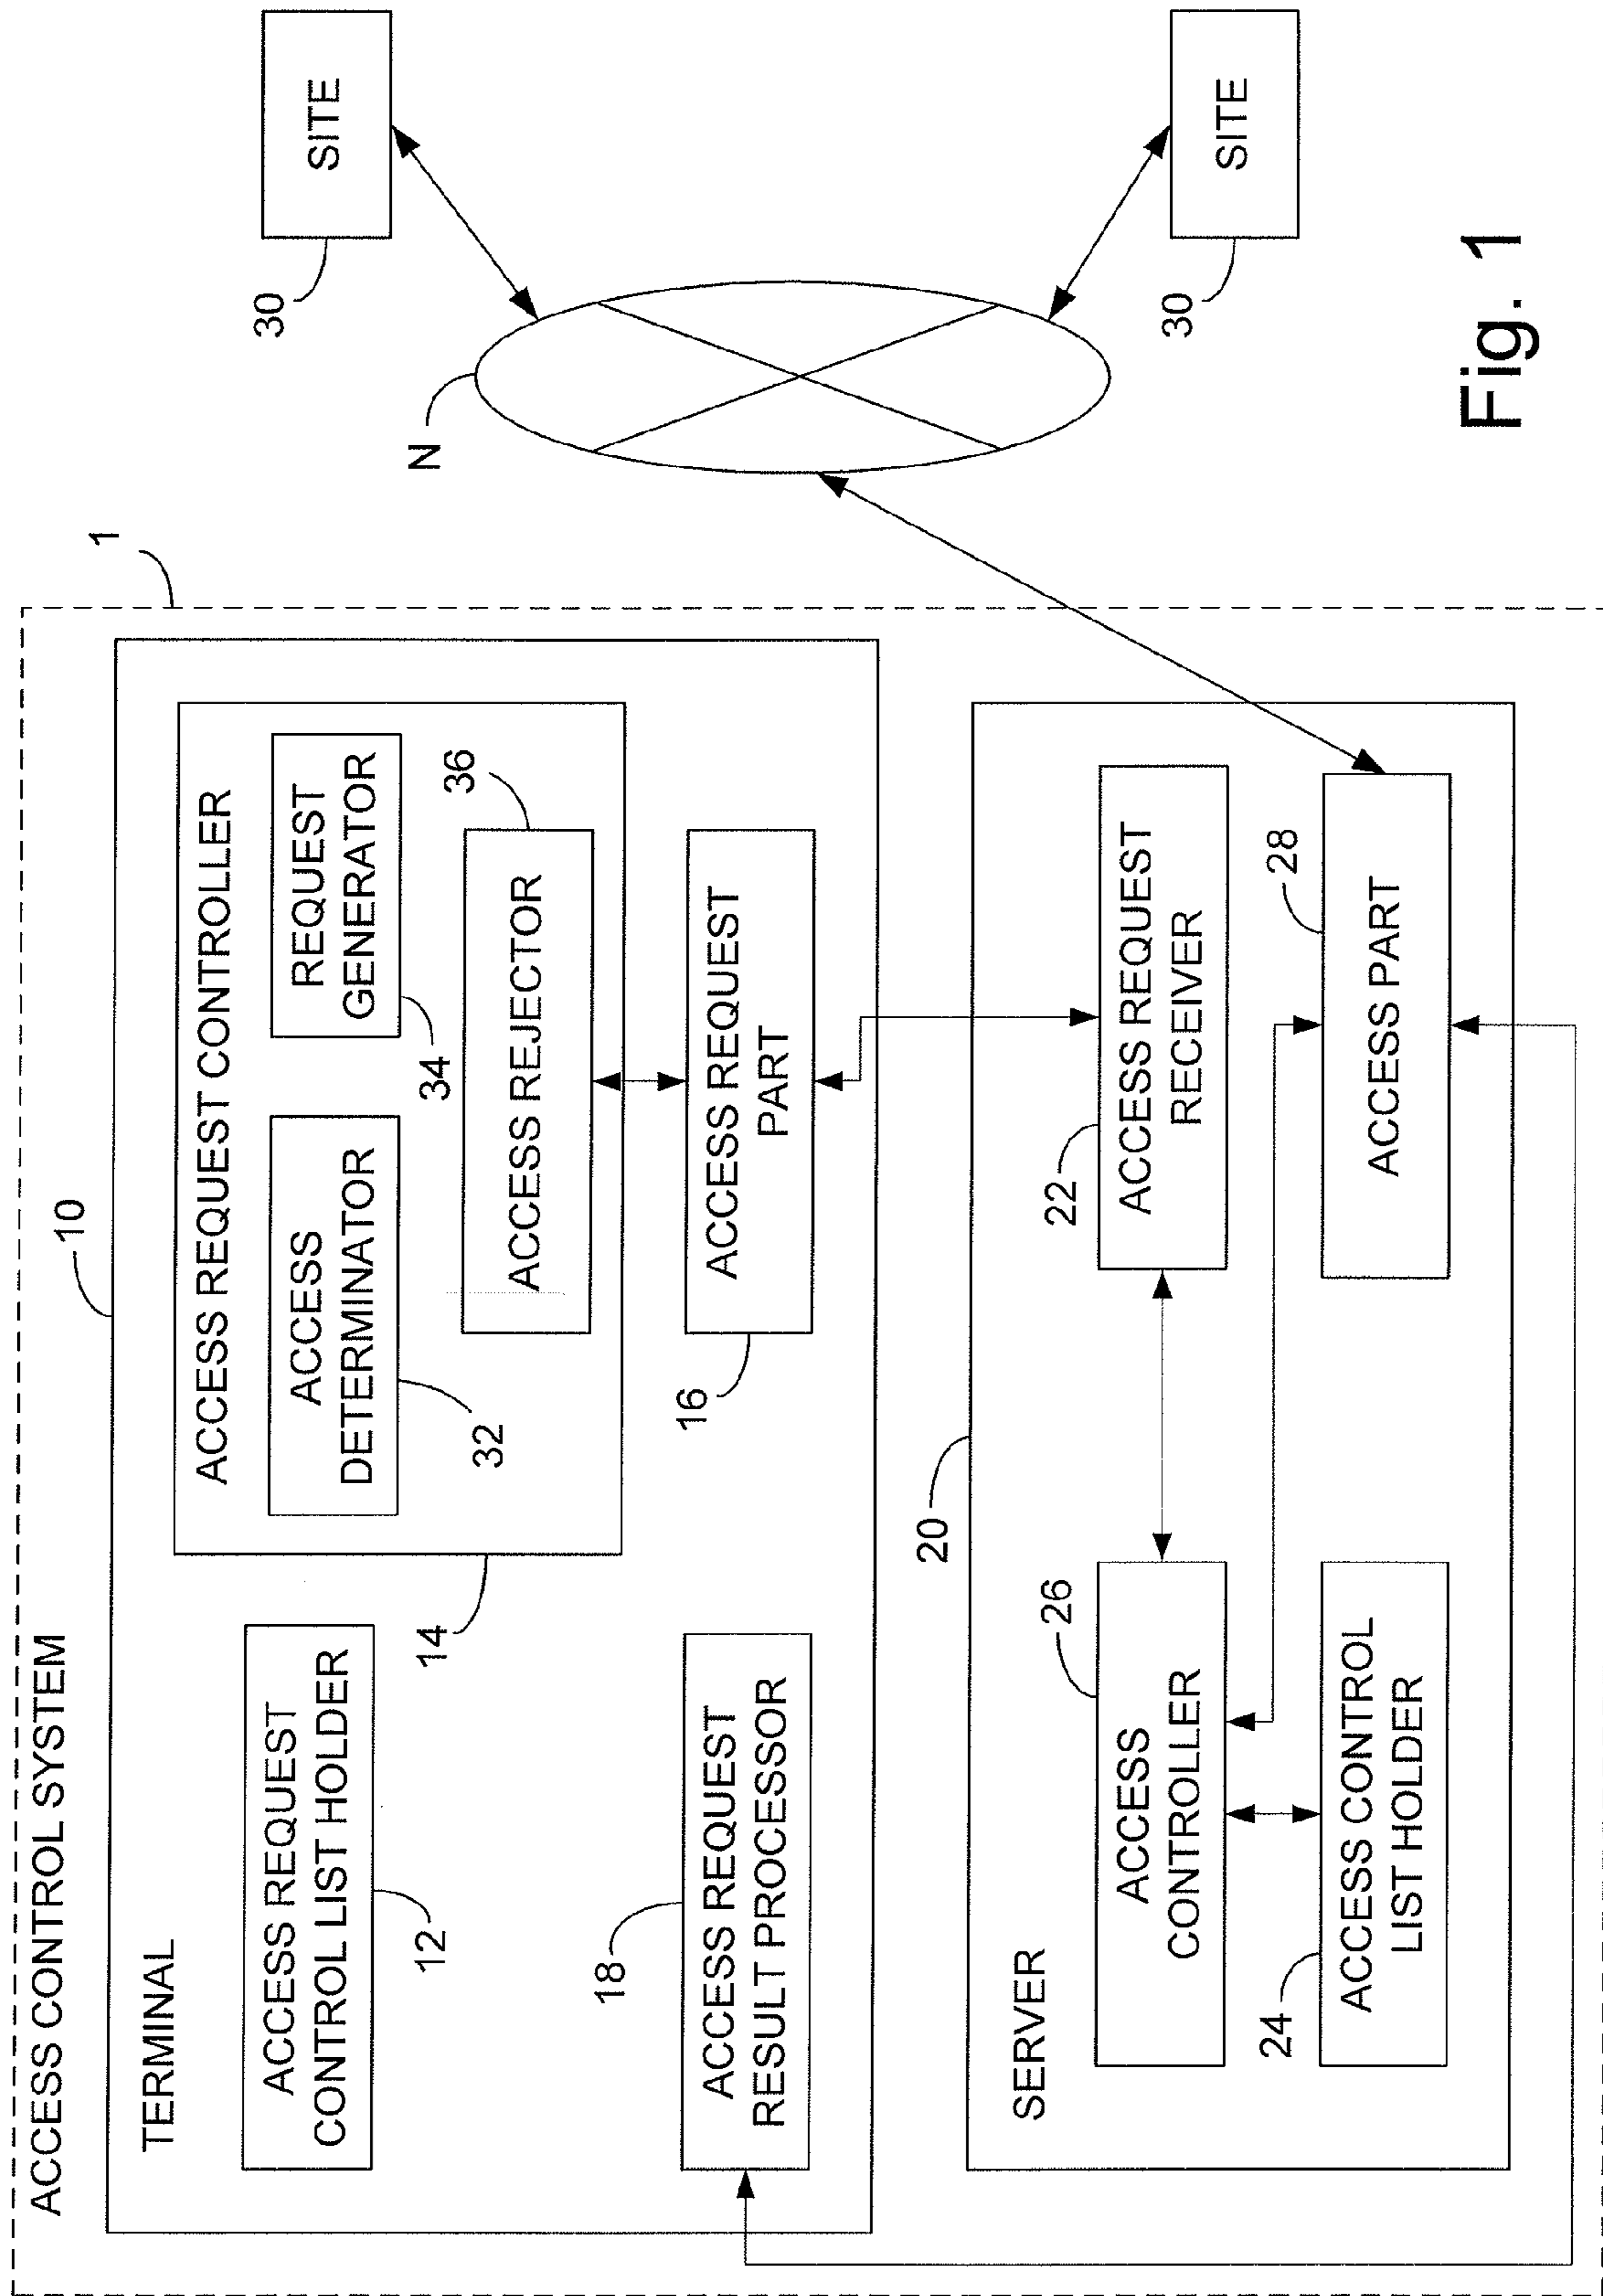 ACCESS CONTROL SYSTEM
1
10
TERMINAL
ACCESS REQUEST
CONTROL LIST HOLDER
12
14
ACCESS REQUEST CONTROLLER
ACCESS
DETERMINATOR
32
REQUEST
GENERATOR
34
ACCESS REJECTOR
36
ACCESS REQUEST
RESULT PROCESSOR
18
ACCESS REQUEST
PART
16
20
SERVER
ACCESS
CONTROLLER
26
ACCESS REQUEST
RECEIVER
22
ACCESS CONTROL
LIST HOLDER
24
ACCESS PART
28
N
SITE
30
SITE
30
Fig. 1